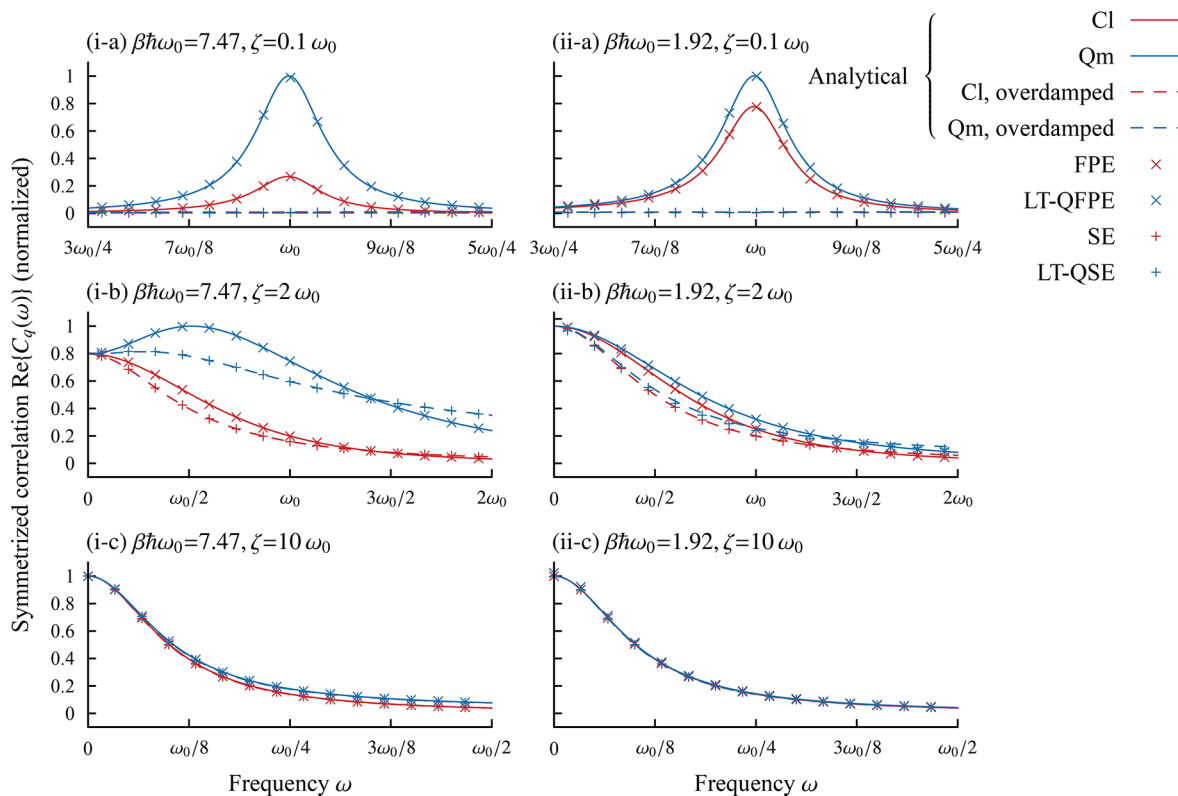 (i-a) βℏω₀=7.47, ζ=0.1 ω₀
(ii-a) βℏω₀=1.92, ζ=0.1 ω₀
Analytical
Cl
Qm
Cl, overdamped
Qm, overdamped
FPE
LT-QFPE
SE
LT-QSE
Symmetrized correlation Re{C_q(ω)} (normalized)
1
0.8
0.6
0.4
0.2
0
3ω₀/4 7ω₀/8 ω₀ 9ω₀/8 5ω₀/4
3ω₀/4 7ω₀/8 ω₀ 9ω₀/8 5ω₀/4
(i-b) βℏω₀=7.47, ζ=2 ω₀
(ii-b) βℏω₀=1.92, ζ=2 ω₀
1
0.8
0.6
0.4
0.2
0
0 ω₀/2 ω₀ 3ω₀/2 2ω₀
0 ω₀/2 ω₀ 3ω₀/2 2ω₀
(i-c) βℏω₀=7.47, ζ=10 ω₀
(ii-c) βℏω₀=1.92, ζ=10 ω₀
1
0.8
0.6
0.4
0.2
0
0 ω₀/8 ω₀/4 3ω₀/8 ω₀/2
0 ω₀/8 ω₀/4 3ω₀/8 ω₀/2
Frequency ω
Frequency ω